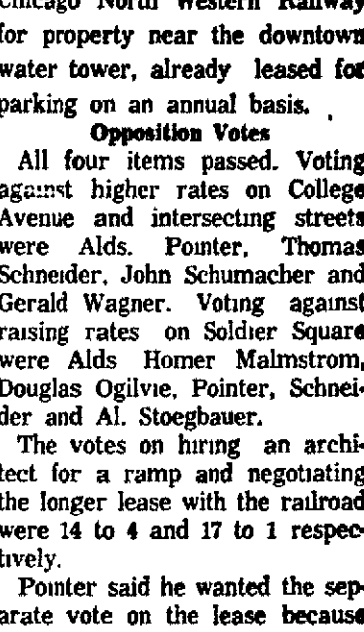 Chicago North Western Railway
for property near the downtown
water tower, already leased for
parking on an annual basis.
Opposition Votes
All four items passed. Voting
against higher rates on College
Avenue and intersecting streets
were Alds. Pointer, Thomas
Schneider, John Schumacher and
Gerald Wagner. Voting against
raising rates on Soldier Square
were Alds Homer Malmstrom,
Douglas Ogilvie, Pointer, Schnei-
der and Al. Stoegbauer.
The votes on hiring an archi-
tect for a ramp and negotiating
the longer lease with the railroad
were 14 to 4 and 17 to 1 respec-
tively.
Pointer said he wanted the sep-
arate vote on the lease because